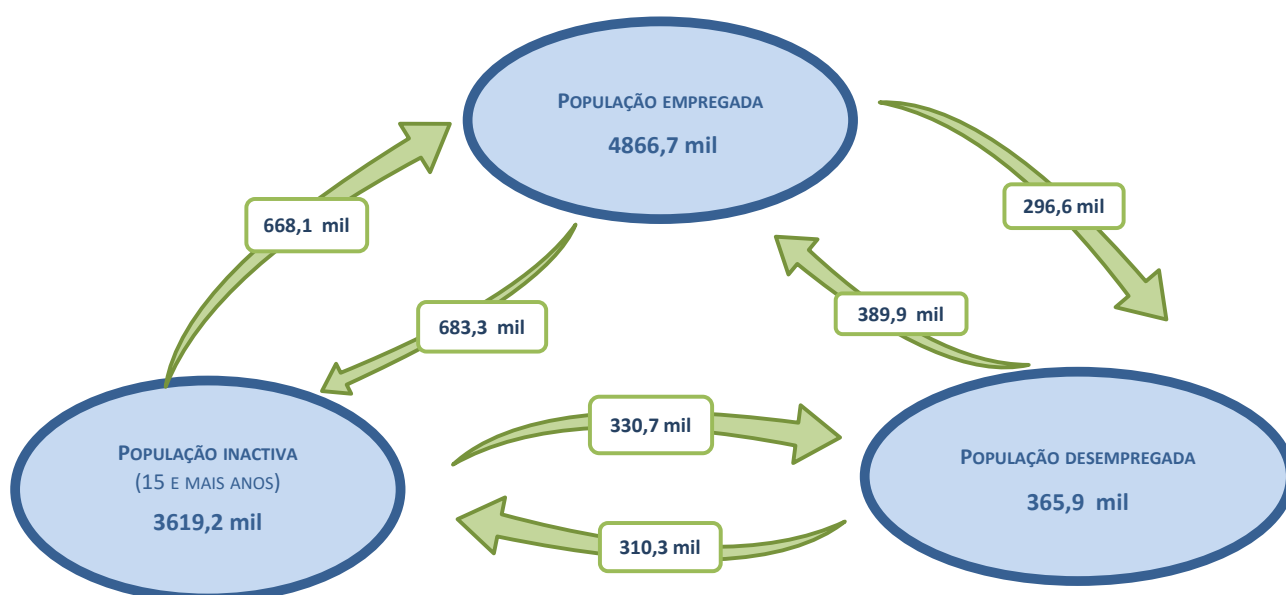 POPULAÇÃO EMPREGADA
4866,7 mil
668,1 mil
296,6 mil
683,3 mil
389,9 mil
330,7 mil
POPULAÇÃO INACTIVA
(15 E MAIS ANOS)
3619,2 mil
POPULAÇÃO DESEMPREGADA
365,9 mil
310,3 mil